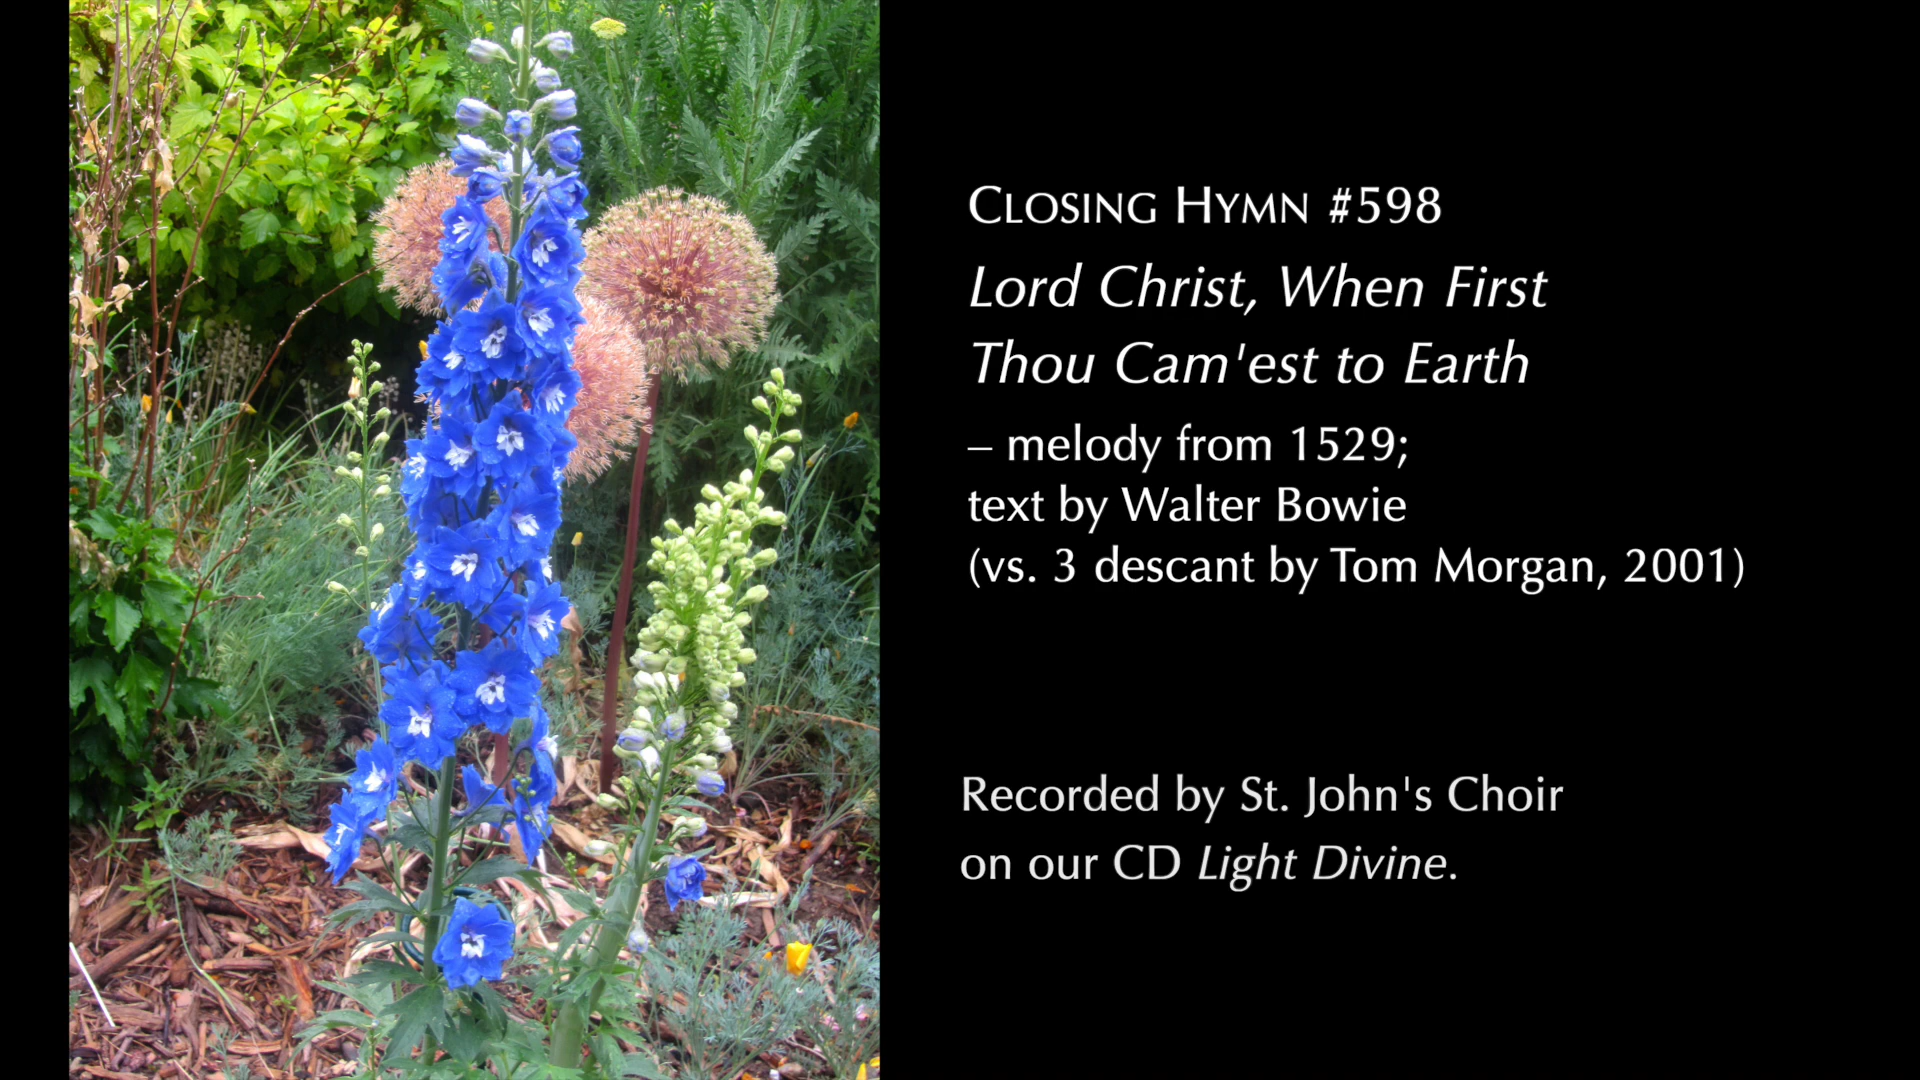 CLOSING HYMN #598
Lord Christ, When First
Thou Cam'est to Earth
– melody from 1529;
text by Walter Bowie
(vs. 3 descant by Tom Morgan, 2001)
Recorded by St. John's Choir
on our CD Light Divine.